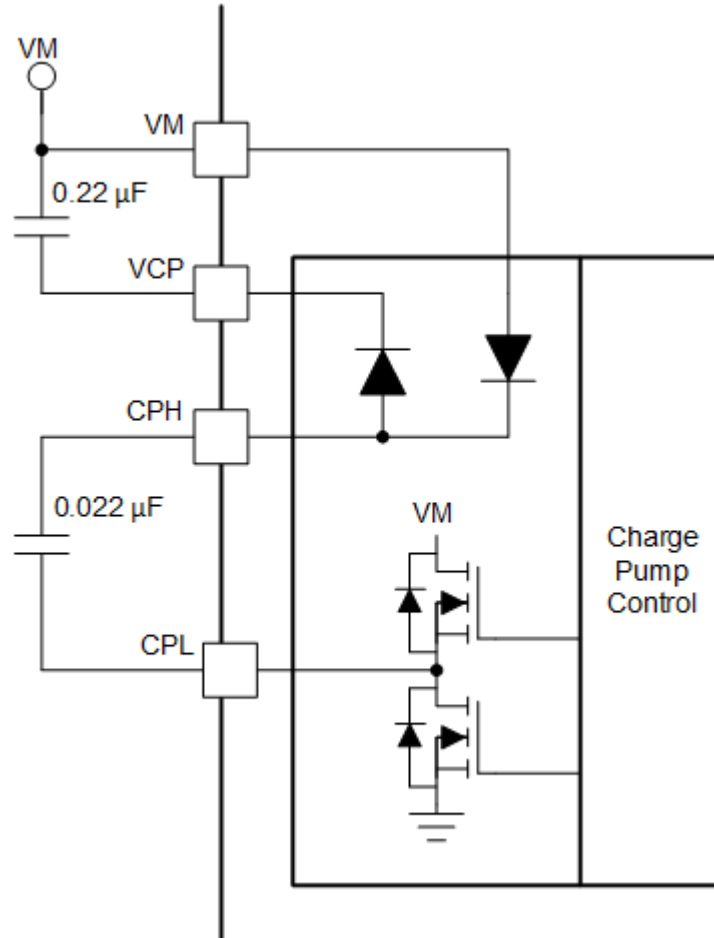 VM
VM
0.22 µF
VCP
CPH
0.022 µF
VM
Charge
Pump
Control
CPL